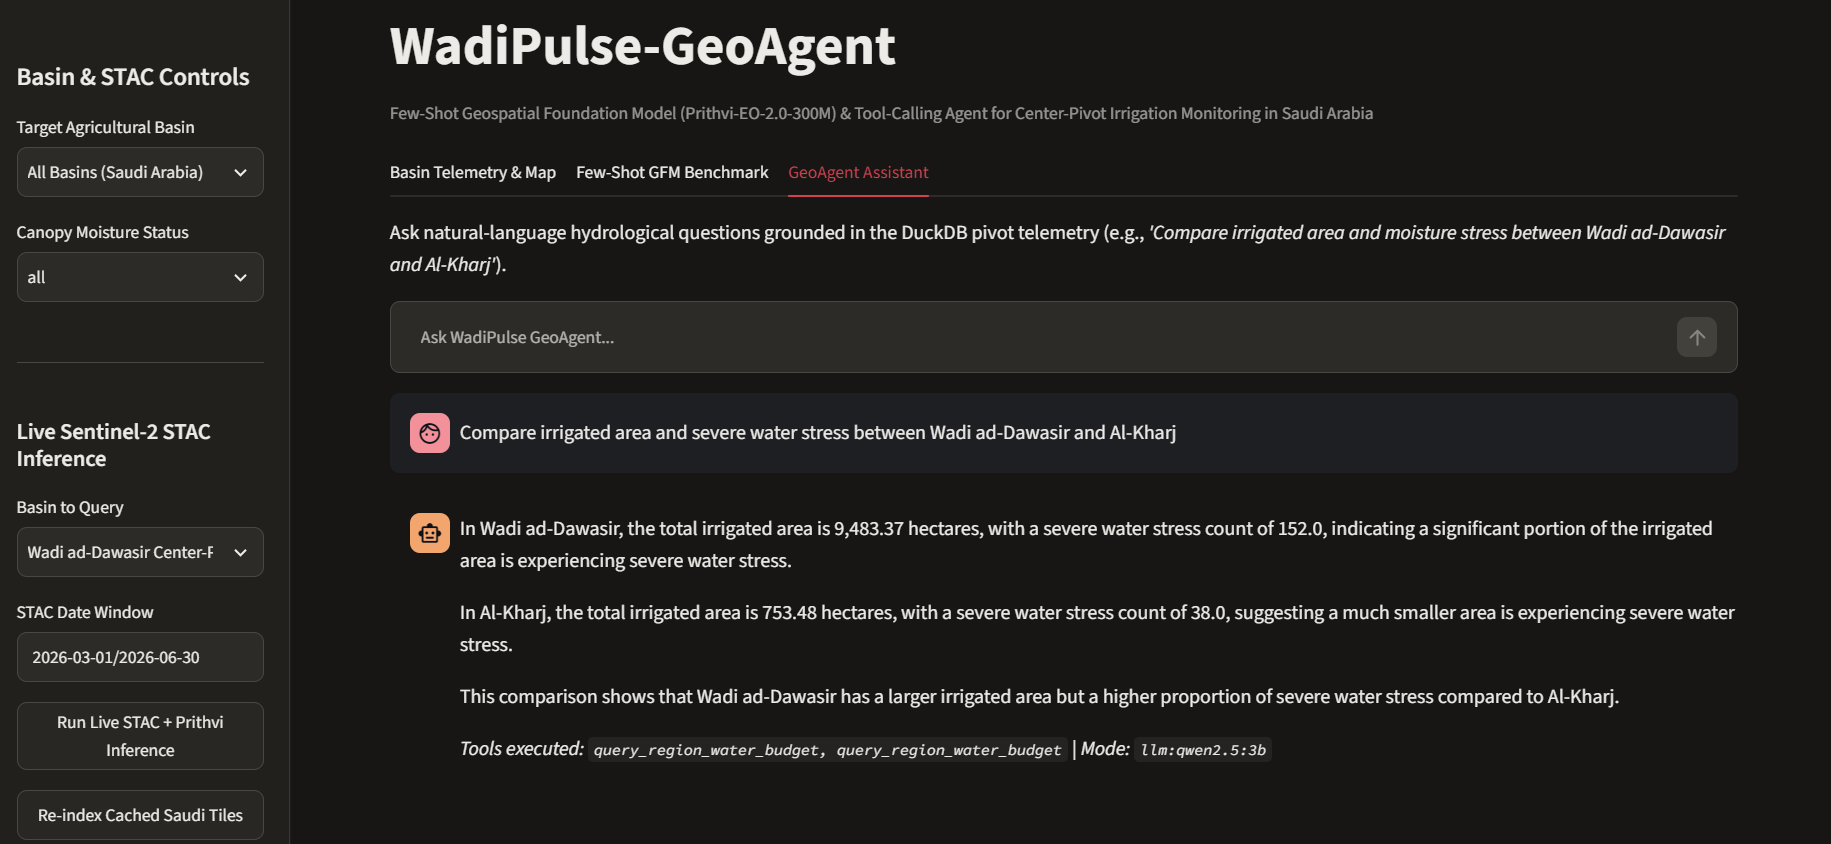 Basin & STAC Controls
Target Agricultural Basin
All Basins (Saudi Arabia)
Canopy Moisture Status
all
Live Sentinel-2 STAC
Inference
Basin to Query
Wadi ad-Dawasir Center-P
STAC Date Window
2026-03-01/2026-06-30
Run Live STAC + Prithvi
Inference
Re-index Cached Saudi Tiles
WadiPulse-GeoAgent
Few-Shot Geospatial Foundation Model (Prithvi-EO-2.0-300M) & Tool-Calling Agent for Center-Pivot Irrigation Monitoring in Saudi Arabia
Basin Telemetry & Map Few-Shot GFM Benchmark GeoAgent Assistant
Ask natural-language hydrological questions grounded in the DuckDB pivot telemetry (e.g., 'Compare irrigated area and moisture stress between Wadi ad-Dawasir
and Al-Kharj').
Ask WadiPulse GeoAgent...
Compare irrigated area and severe water stress between Wadi ad-Dawasir and Al-Kharj
In Wadi ad-Dawasir, the total irrigated area is 9,483.37 hectares, with a severe water stress count of 152.0, indicating a significant portion of the irrigated
area is experiencing severe water stress.
In Al-Kharj, the total irrigated area is 753.48 hectares, with a severe water stress count of 38.0, suggesting a much smaller area is experiencing severe water
stress.
This comparison shows that Wadi ad-Dawasir has a larger irrigated area but a higher proportion of severe water stress compared to Al-Kharj.
Tools executed: query_region_water_budget, query_region_water_budget | Mode: llm:qwen2.5:3b